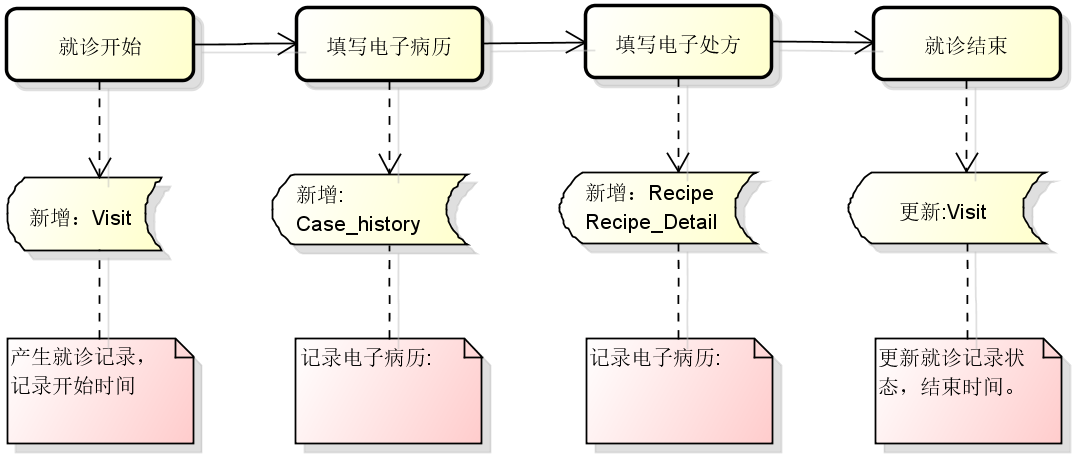 就诊开始
填写电子病历
填写电子处方
就诊结束
新增：Visit
新增:
Case_history
新增：Recipe
Recipe_Detail
更新:Visit
产生就诊记录，
记录开始时间
记录电子病历:
记录电子病历:
更新就诊记录状
态，结束时间。